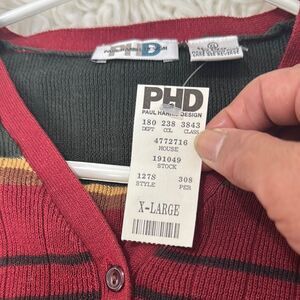 PHD
PHD
PAUL HARRIS DESIGN
180 238 3843
DEPT COL CLASS
4772716
HOUSE
191049
STOCK
1278 308
STYLE PER
X-LARGE